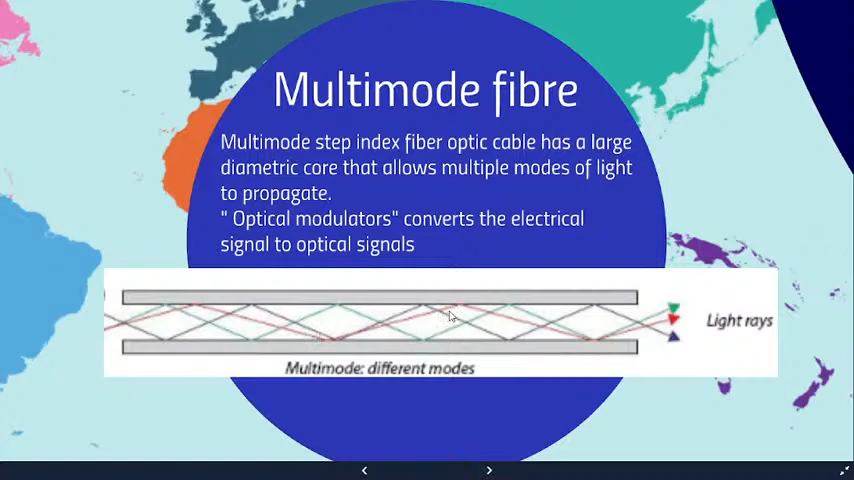 Multimode fibre
Multimode step index fiber optic cable has a large
diametric core that allows multiple modes of light
to propagate.
" Optical modulators" converts the electrical
signal to optical signals
Light rays
Multimode: different modes